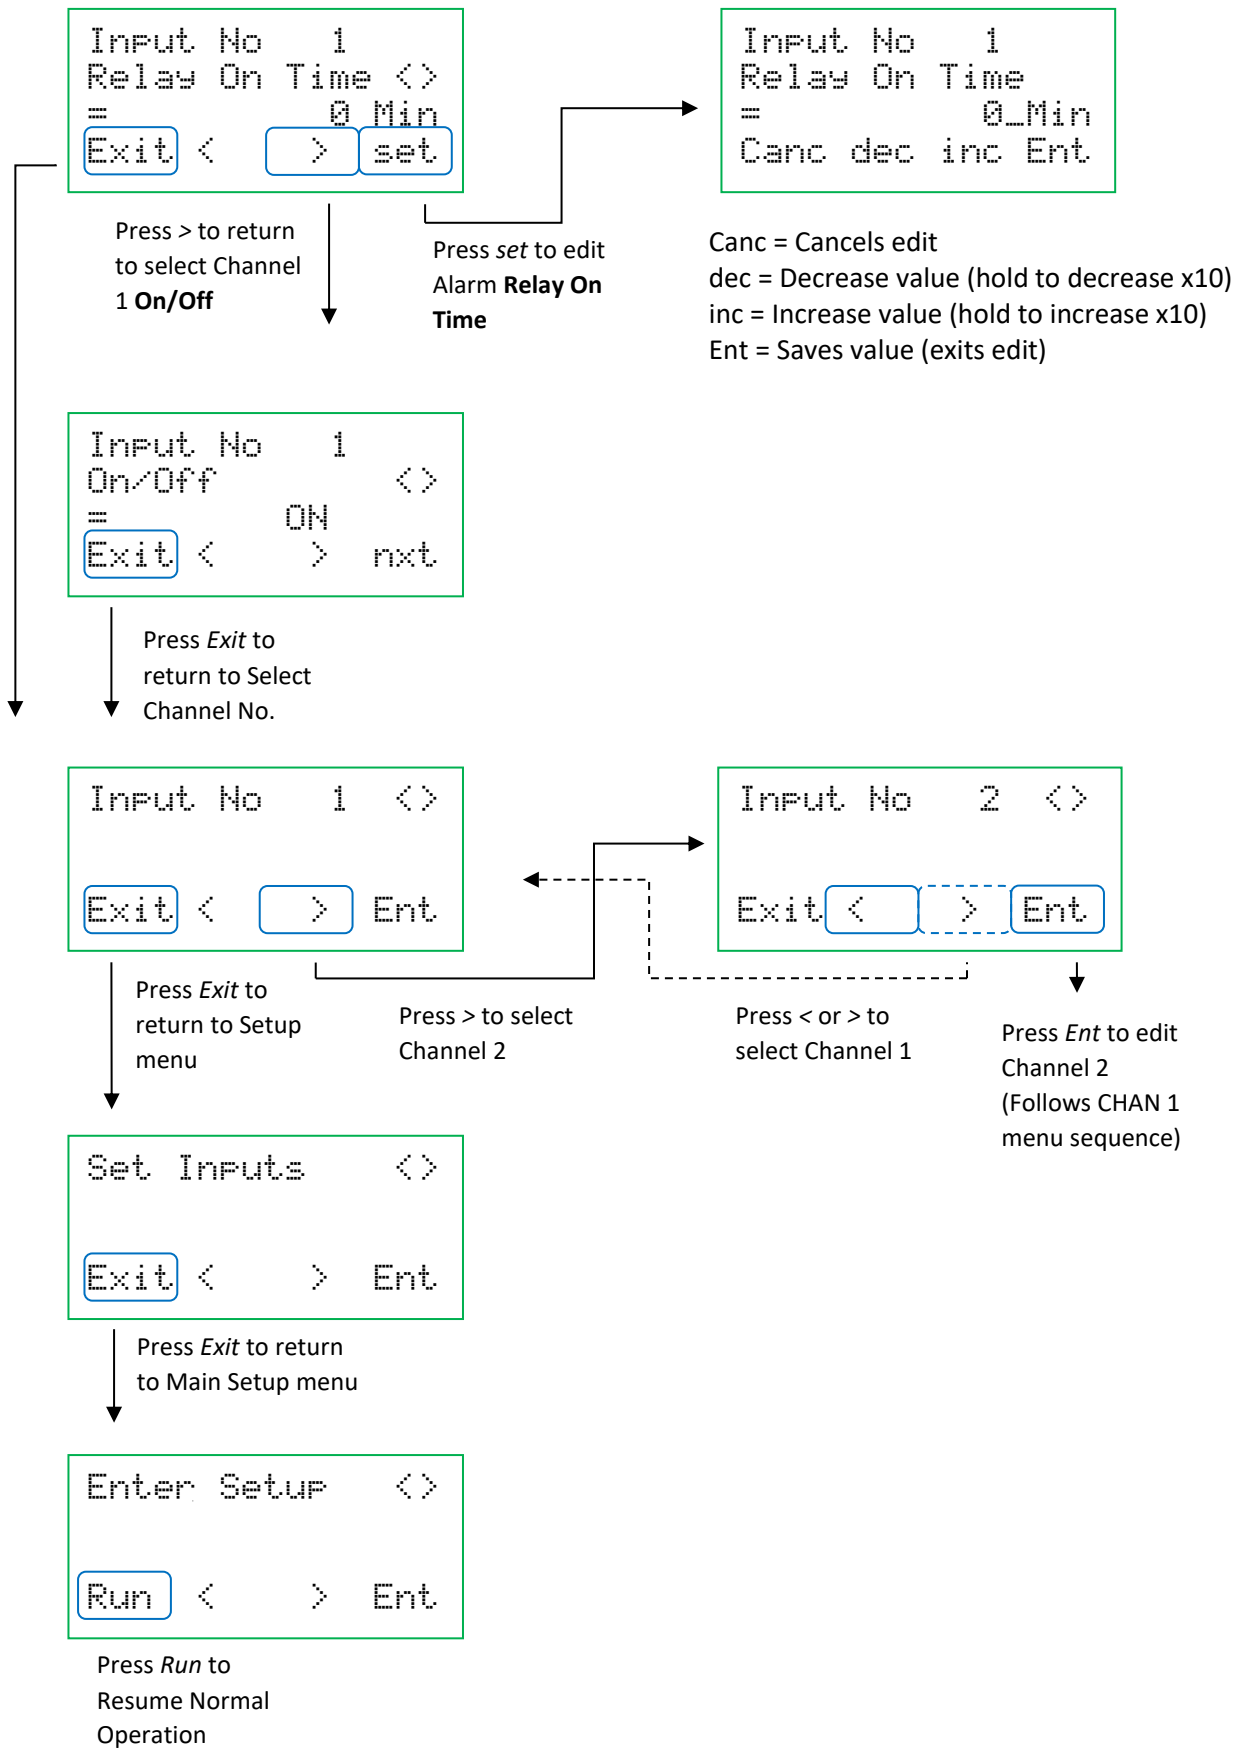 Input No 1
Relay On Time <>
= 0 Min
Exit < > set
Input No 1
Relay On Time
= 0_Min
Canc dec inc Ent
Press > to return
to select Channel
1 On/Off
Press set to edit
Alarm Relay On
Time
Canc = Cancels edit
dec = Decrease value (hold to decrease x10)
inc = Increase value (hold to increase x10)
Ent = Saves value (exits edit)
Input No 1
On/Off <>
= ON
Exit < > nxt
Press Exit to
return to Select
Channel No.
Input No 1 <>
Exit < > Ent
Input No 2 <>
Exit < > Ent
Press Exit to
return to Setup
menu
Press > to select
Channel 2
Press < or > to
select Channel 1
Press Ent to edit
Channel 2
(Follows CHAN 1
menu sequence)
Set Inputs <>
Exit < > Ent
Press Exit to return
to Main Setup menu
Enter Setup <>
Run < > Ent
Press Run to
Resume Normal
Operation